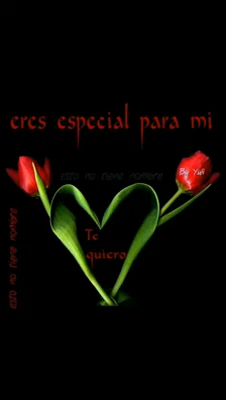 eres especial para mi
By Yuli
esto no tiene nombre
Te
quiero
esto no tiene nombre